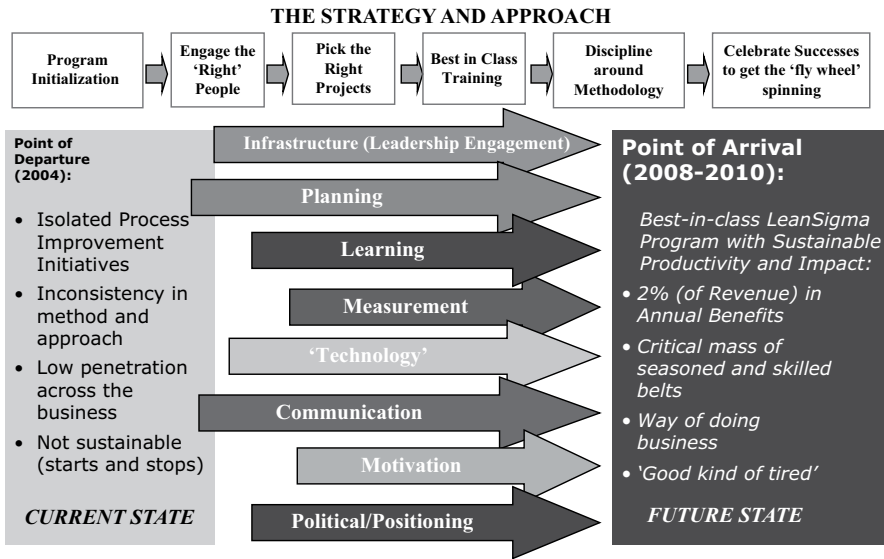 THE STRATEGY AND APPROACH
Program
Initialization
Engage the
‘Right’
People
Pick the
Right
Projects
Best in Class
Training
Discipline
around
Methodology
Celebrate Successes
to get the ‘fly wheel’
spinning
Point of
Departure
(2004):
• Isolated Process
Improvement
Initiatives
• Inconsistency in
method and
approach
• Low penetration
across the
business
• Not sustainable
(starts and stops)
CURRENT STATE
Infrastructure (Leadership Engagement)
Planning
Learning
Measurement
‘Technology’
Communication
Motivation
Political/Positioning
Point of Arrival
(2008-2010):
Best-in-class LeanSigma
Program with Sustainable
Productivity and Impact:
• 2% (of Revenue) in
Annual Benefits
• Critical mass of
seasoned and skilled
belts
• Way of doing
business
• ‘Good kind of tired’
FUTURE STATE